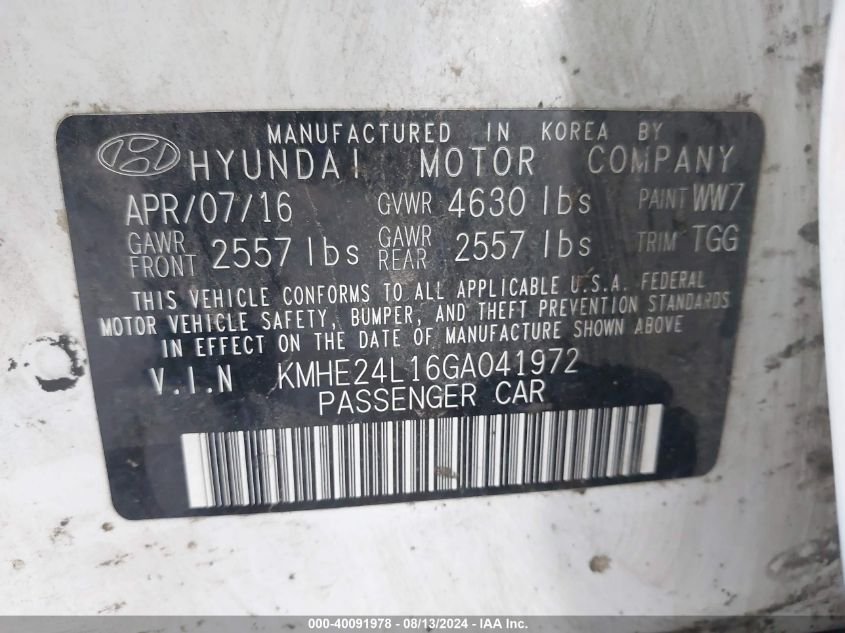 MANUFACTURED IN KOREA BY
HYUNDAI MOTOR COMPANY
APR/07/16 GVWR 4630 lbs PAINT WW7
GAWR FRONT 2557 lbs GAWR REAR 2557 lbs TRIM TGG
THIS VEHICLE CONFORMS TO ALL APPLICABLE U.S.A. FEDERAL
MOTOR VEHICLE SAFETY, BUMPER, AND THEFT PREVENTION STANDARDS
IN EFFECT ON THE DATE OF MANUFACTURE SHOWN ABOVE
V.I.N KMHE24L16GA041972
PASSENGER CAR
000-40091978 - 08/13/2024 - IAA Inc.